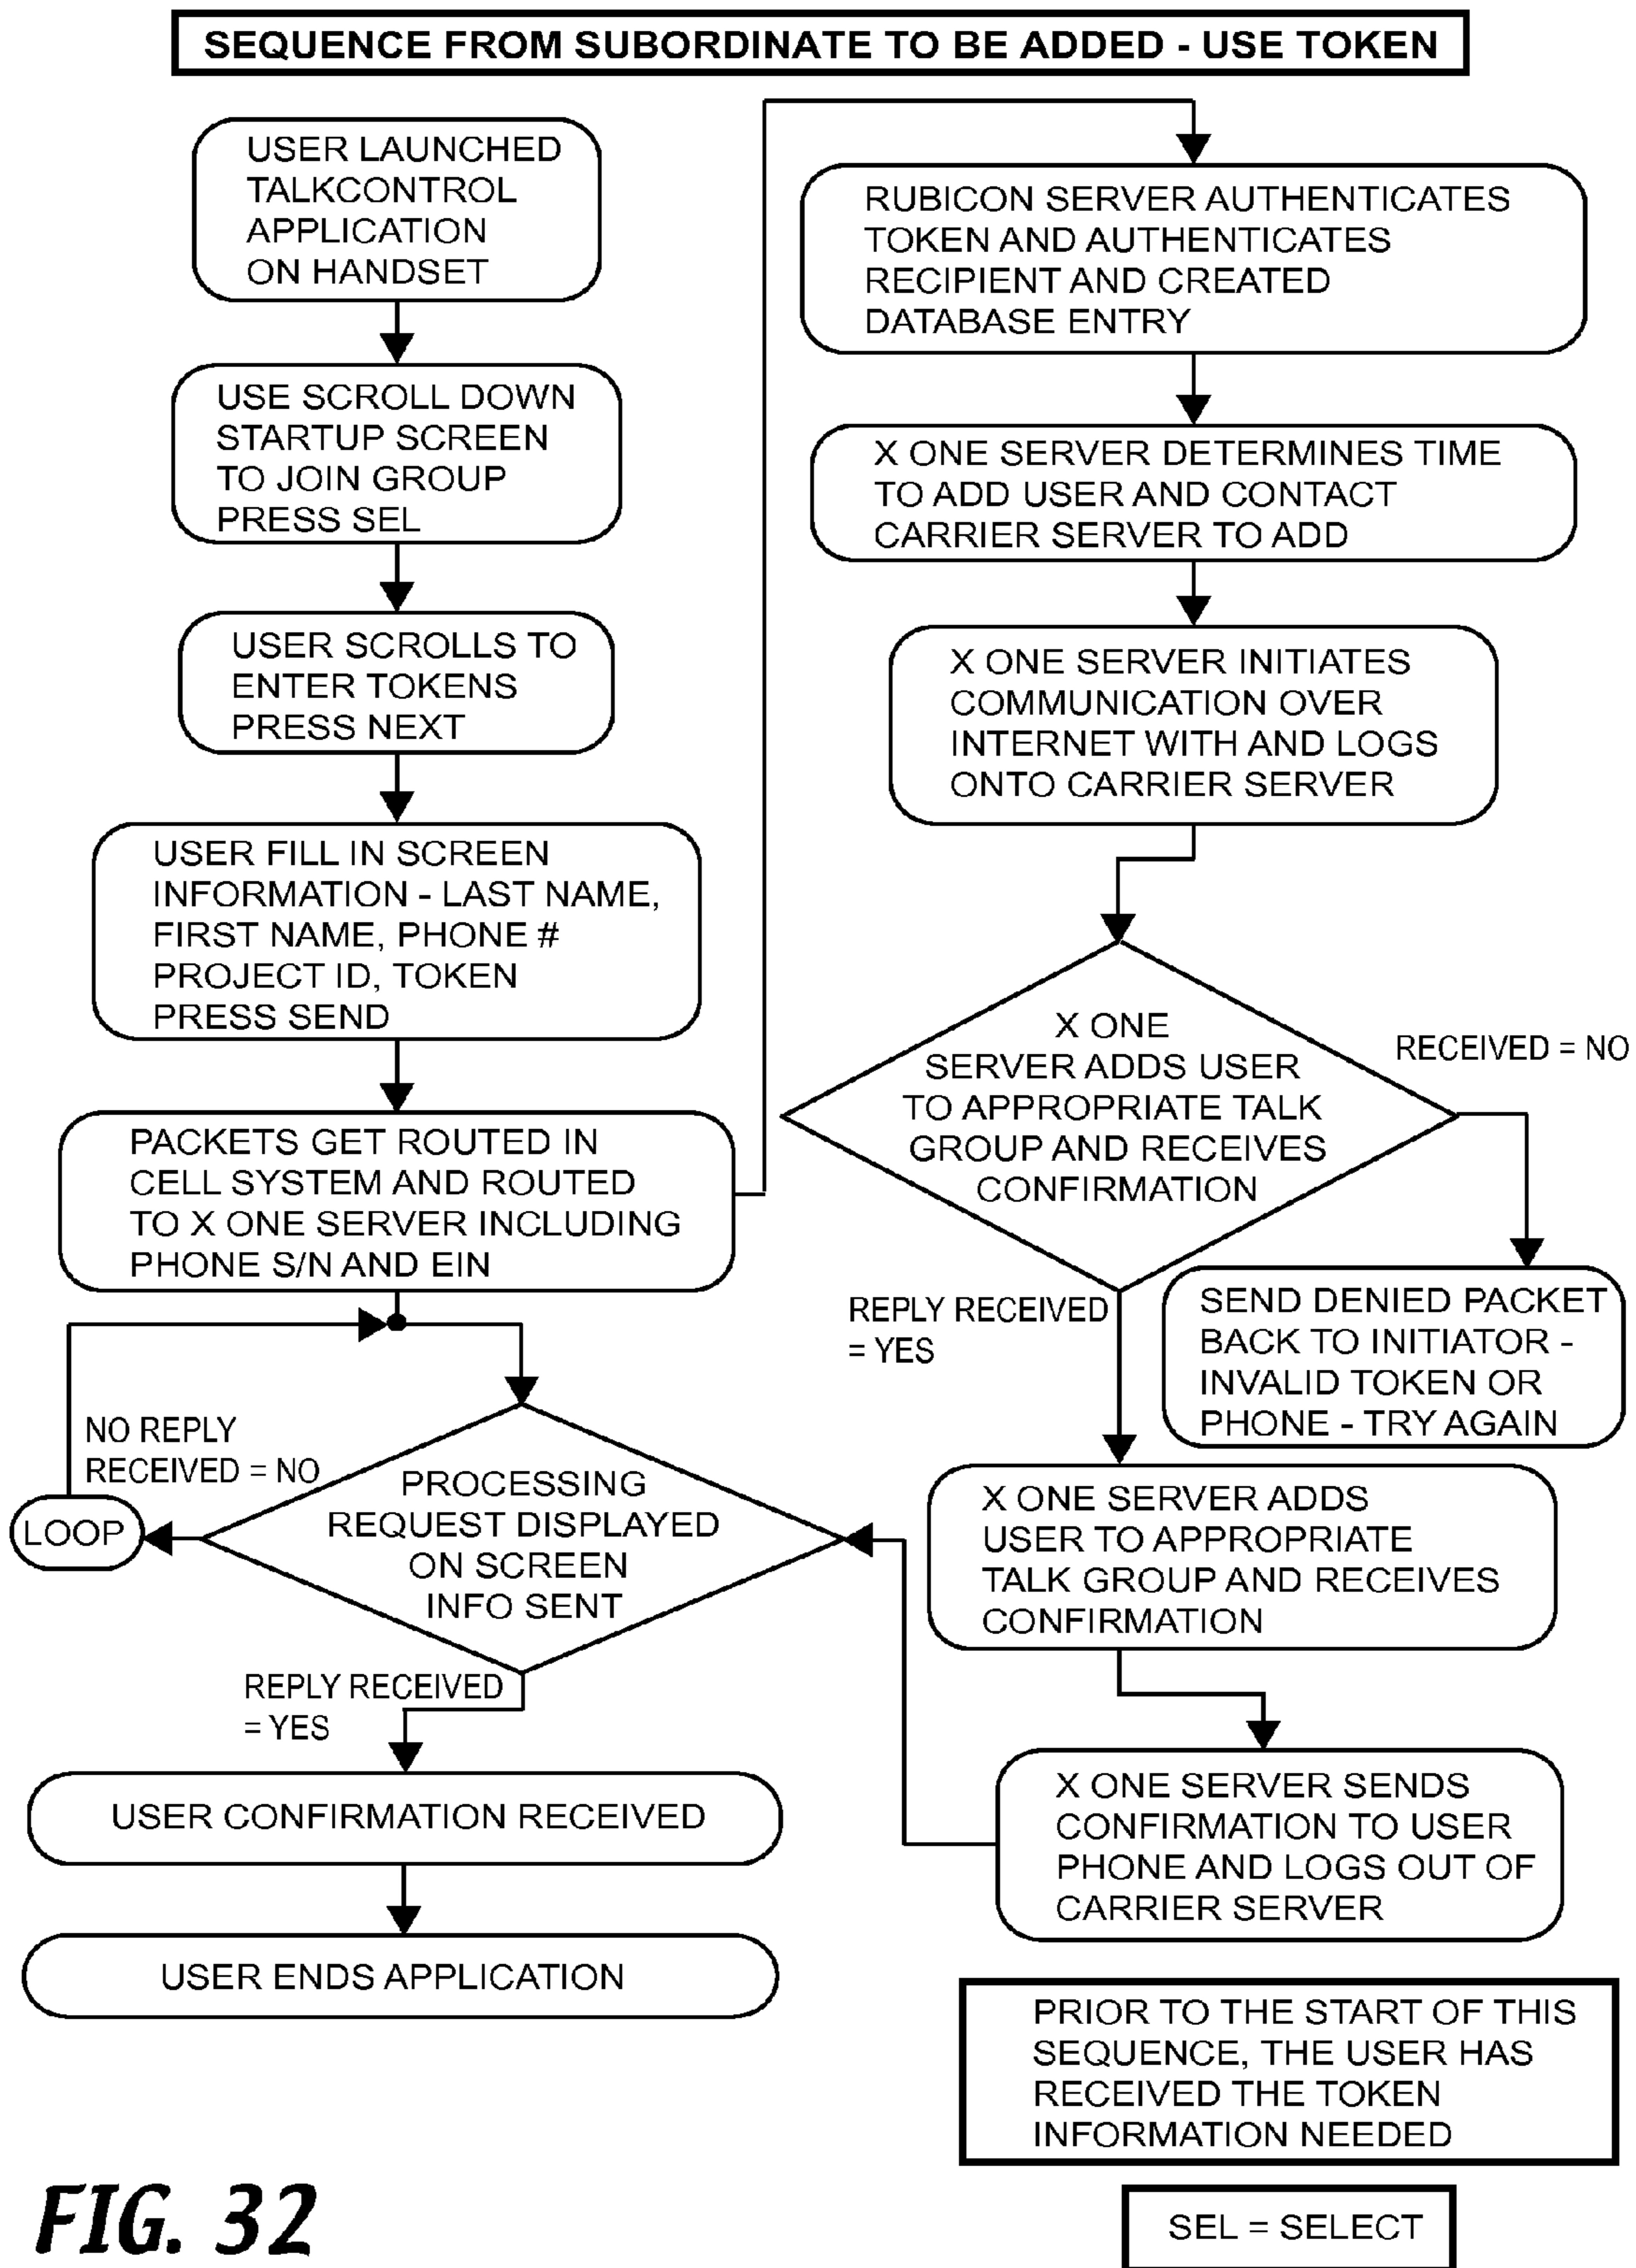 SEQUENCE FROM SUBORDINATE TO BE ADDED - USE TOKEN
USER LAUNCHED
TALKCONTROL
APPLICATION
ON HANDSET
USE SCROLL DOWN
STARTUP SCREEN
TO JOIN GROUP
PRESS SEL
USER SCROLLS TO
ENTER TOKENS
PRESS NEXT
USER FILL IN SCREEN
INFORMATION - LAST NAME,
FIRST NAME, PHONE #
PROJECT ID, TOKEN
PRESS SEND
PACKETS GET ROUTED IN
CELL SYSTEM AND ROUTED
TO X ONE SERVER INCLUDING
PHONE S/N AND EIN
NO REPLY
RECEIVED = NO
LOOP
PROCESSING
REQUEST DISPLAYED
ON SCREEN
INFO SENT
REPLY RECEIVED
= YES
USER CONFIRMATION RECEIVED
USER ENDS APPLICATION
RUBICON SERVER AUTHENTICATES
TOKEN AND AUTHENTICATES
RECIPIENT AND CREATED
DATABASE ENTRY
X ONE SERVER DETERMINES TIME
TO ADD USER AND CONTACT
CARRIER SERVER TO ADD
X ONE SERVER INITIATES
COMMUNICATION OVER
INTERNET WITH AND LOGS
ONTO CARRIER SERVER
X ONE
SERVER ADDS USER
TO APPROPRIATE TALK
GROUP AND RECEIVES
CONFIRMATION
RECEIVED = NO
SEND DENIED PACKET
BACK TO INITIATOR -
INVALID TOKEN OR
PHONE - TRY AGAIN
REPLY RECEIVED
= YES
X ONE SERVER ADDS
USER TO APPROPRIATE
TALK GROUP AND RECEIVES
CONFIRMATION
X ONE SERVER SENDS
CONFIRMATION TO USER
PHONE AND LOGS OUT OF
CARRIER SERVER
PRIOR TO THE START OF THIS
SEQUENCE, THE USER HAS
RECEIVED THE TOKEN
INFORMATION NEEDED
SEL = SELECT
FIG. 32